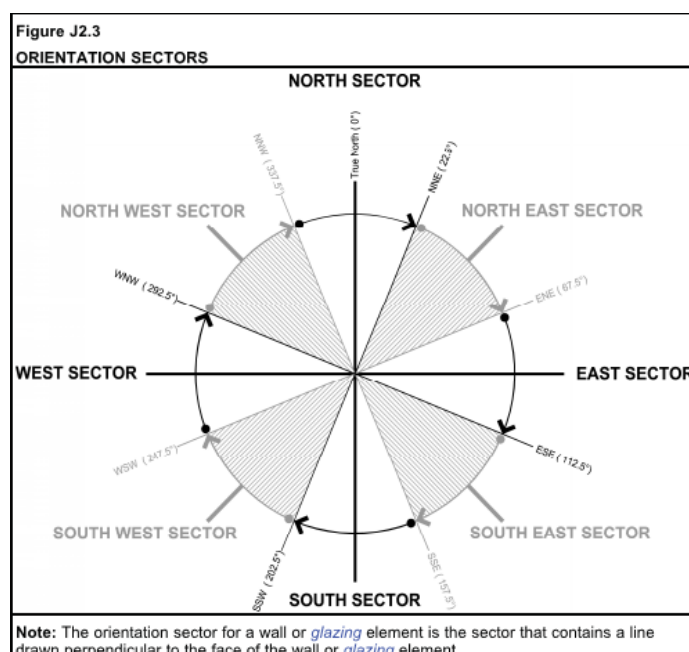 Figure J2.3
ORIENTATION SECTORS
NORTH SECTOR
NNW (337.5°)
True North (0°)
NNE (22.5°)
NORTH WEST SECTOR
NORTH EAST SECTOR
WNW (292.5°)
ENE (67.5°)
WEST SECTOR
EAST SECTOR
WSW (247.5°)
ESE (112.5°)
SOUTH WEST SECTOR
SOUTH EAST SECTOR
SSW (202.5°)
SSE (157.5°)
SOUTH SECTOR
Note: The orientation sector for a wall or glazing element is the sector that contains a line
drawn perpendicular to the face of the wall or glazing element.